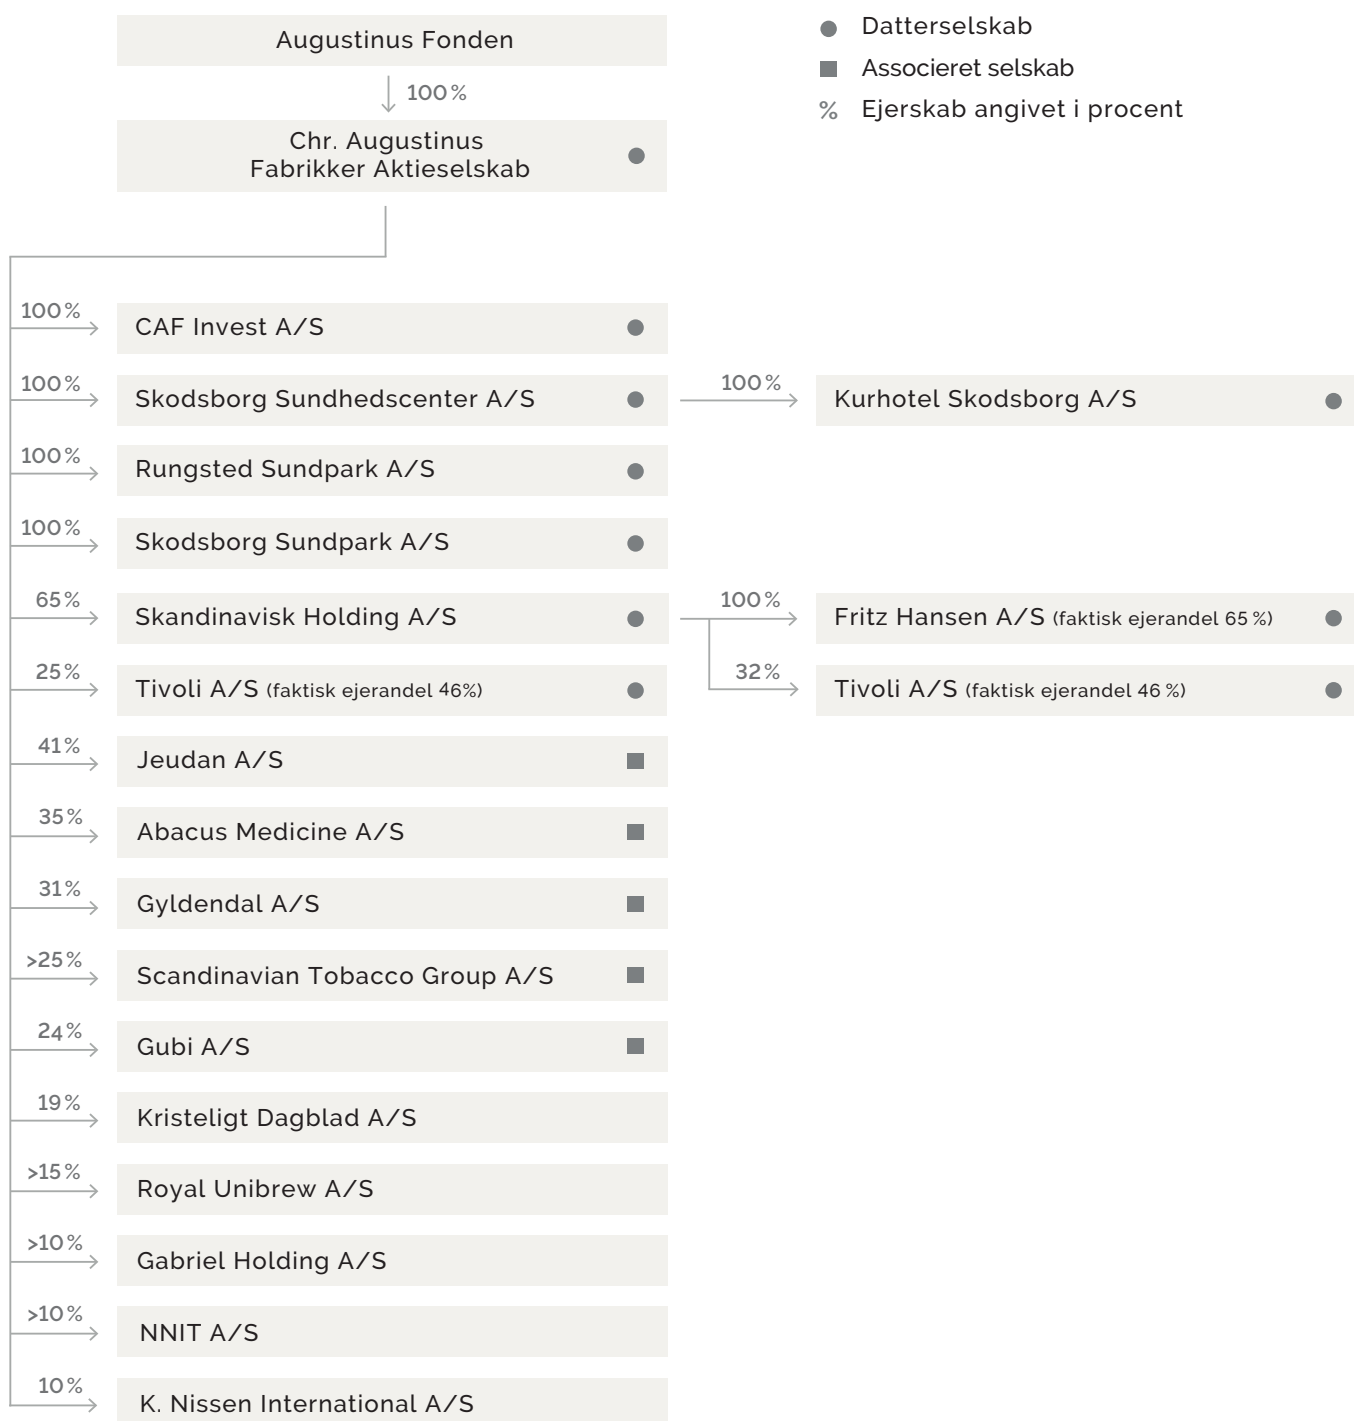 Augustinus Fonden
100%
Chr. Augustinus
Fabrikker Aktieselskab
Datterselskab
Associeret selskab
% Ejerskab angivet i procent
100%
CAF Invest A/S
100%
Skodsborg Sundhedscenter A/S
100%
Kurhotel Skodsborg A/S
100%
Rungsted Sundpark A/S
100%
Skodsborg Sundpark A/S
65%
Skandinavisk Holding A/S
100%
Fritz Hansen A/S (faktisk ejerandel 65 %)
25%
Tivoli A/S (faktisk ejerandel 46%)
32%
Tivoli A/S (faktisk ejerandel 46 %)
41%
Jeudan A/S
35%
Abacus Medicine A/S
31%
Gyldendal A/S
>25%
Scandinavian Tobacco Group A/S
24%
Gubi A/S
19%
Kristeligt Dagblad A/S
>15%
Royal Unibrew A/S
>10%
Gabriel Holding A/S
>10%
NNIT A/S
10%
K. Nissen International A/S